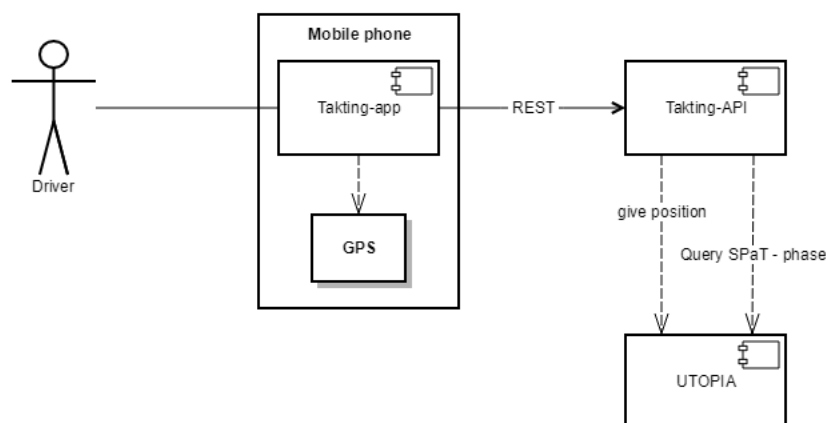 Mobile phone
Takting-app
REST
Takting-API
Driver
give position
GPS
Query SPaT - phase
UTOPIA